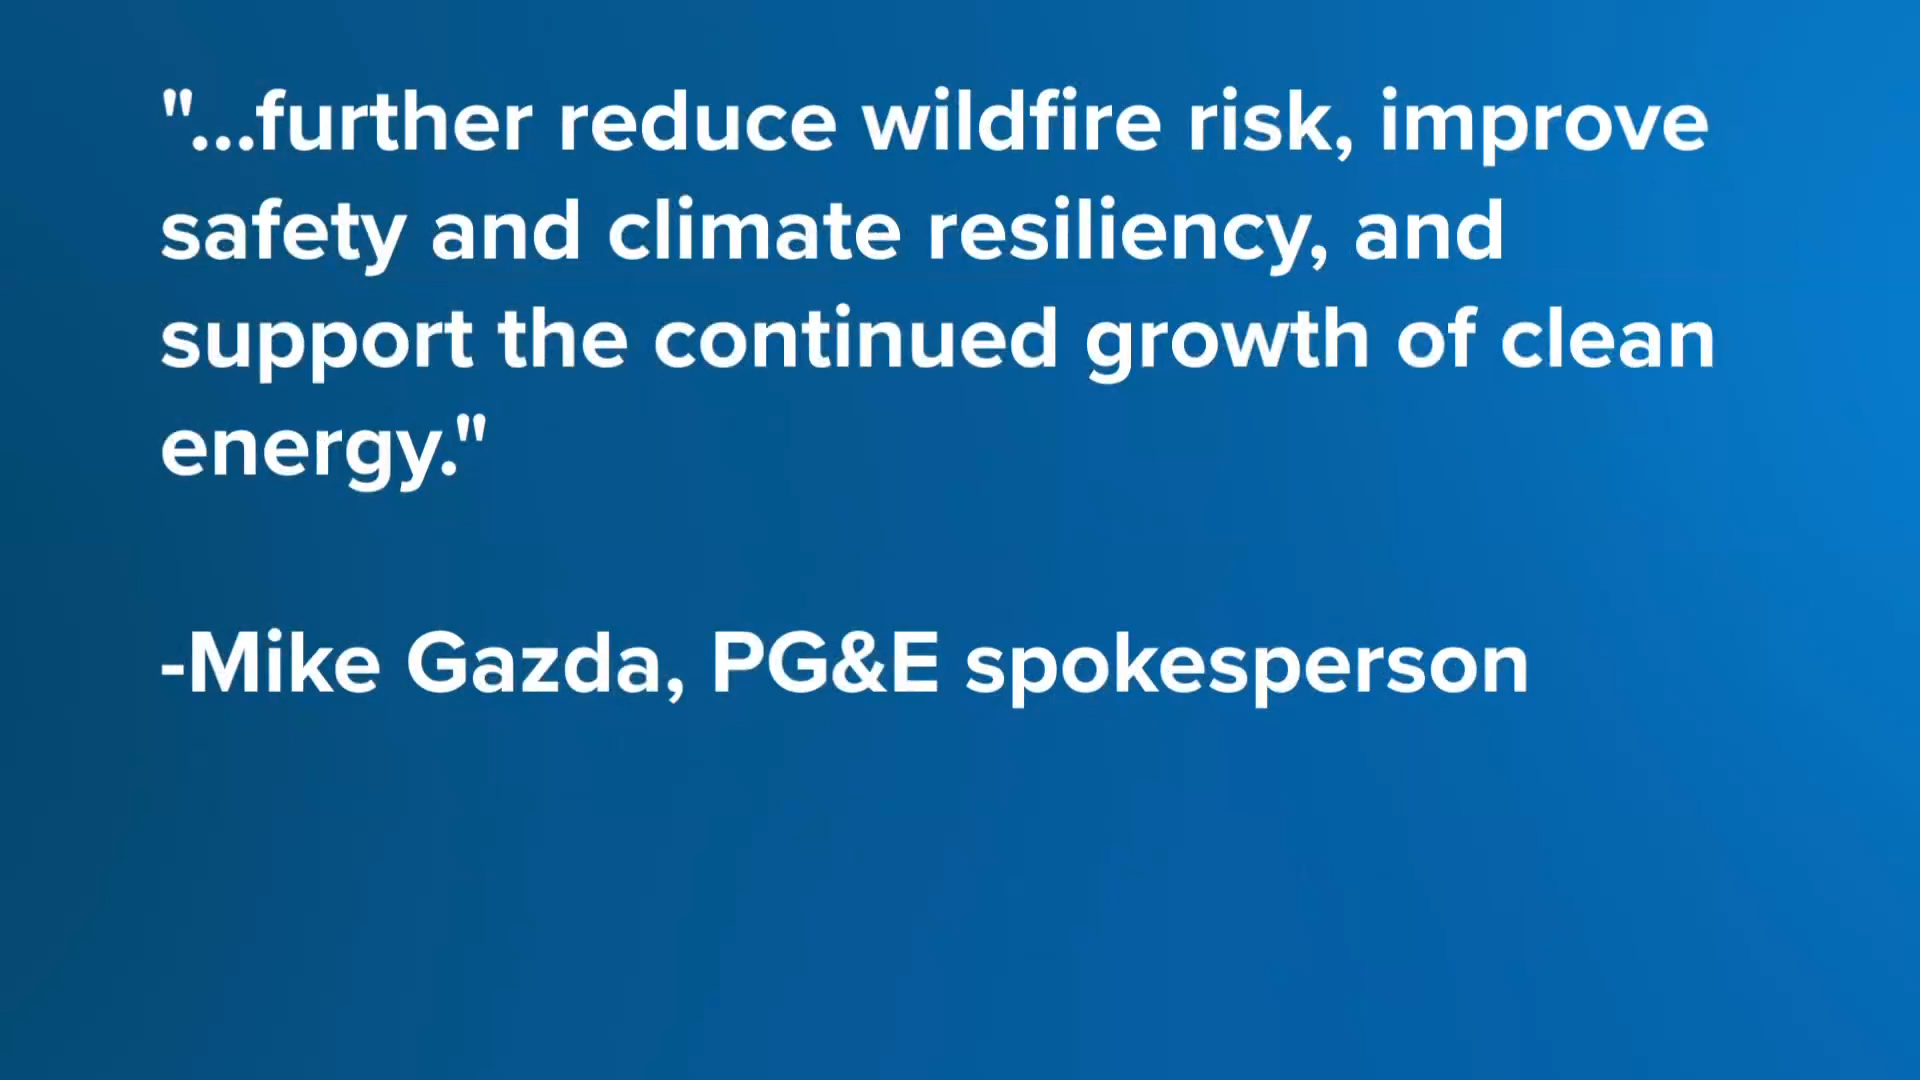 "...further reduce wildfire risk, improve
safety and climate resiliency, and
support the continued growth of clean
energy."
-Mike Gazda, PG&E spokesperson